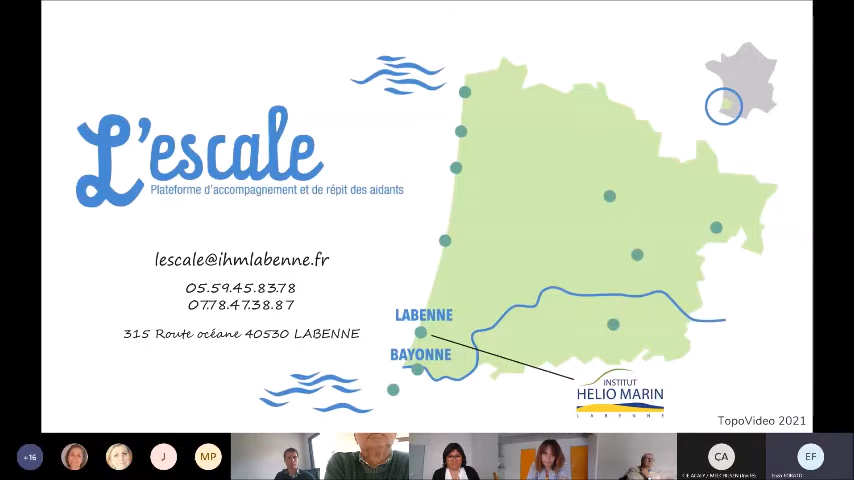 L'escale
Plateforme d'accompagnement et de répit des aidants
lescale@ihmlabenne.fr
05.59.45.83.78
07.78.47.38.87
315 Route océane 40530 LABENNE
LABENNE
BAYONNE
INSTITUT
HELIO MARIN
LABENNE
TopoVideo 2021
+16
J
MP
CA
EF